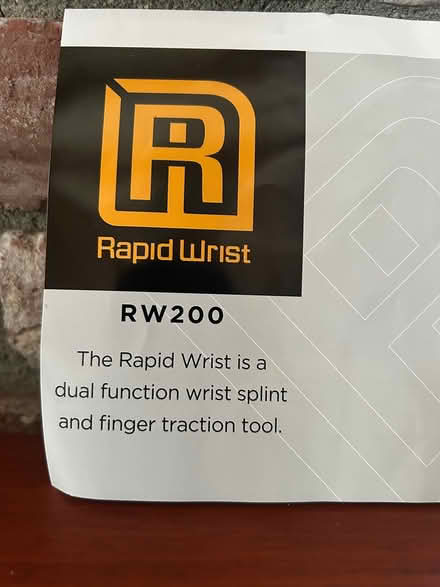 R
Rapid Wrist
RW200
The Rapid Wrist is a
dual function wrist splint
and finger traction tool.